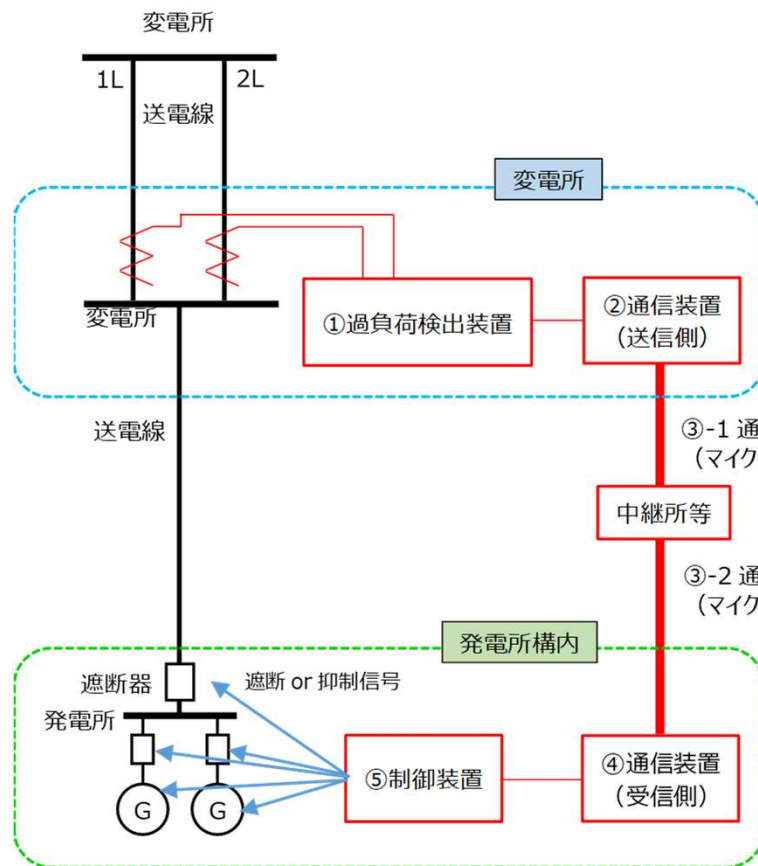 変電所
1L
2L
送電線
変電所
変電所
①過負荷検出装置
②通信装置
（送信側）
送電線
③-1 通
（マイク
中継所等
③-2 通
（マイク
発電所構内
遮断器
遮断 or 抑制信号
発電所
⑤制御装置
④通信装置
（受信側）
G
G